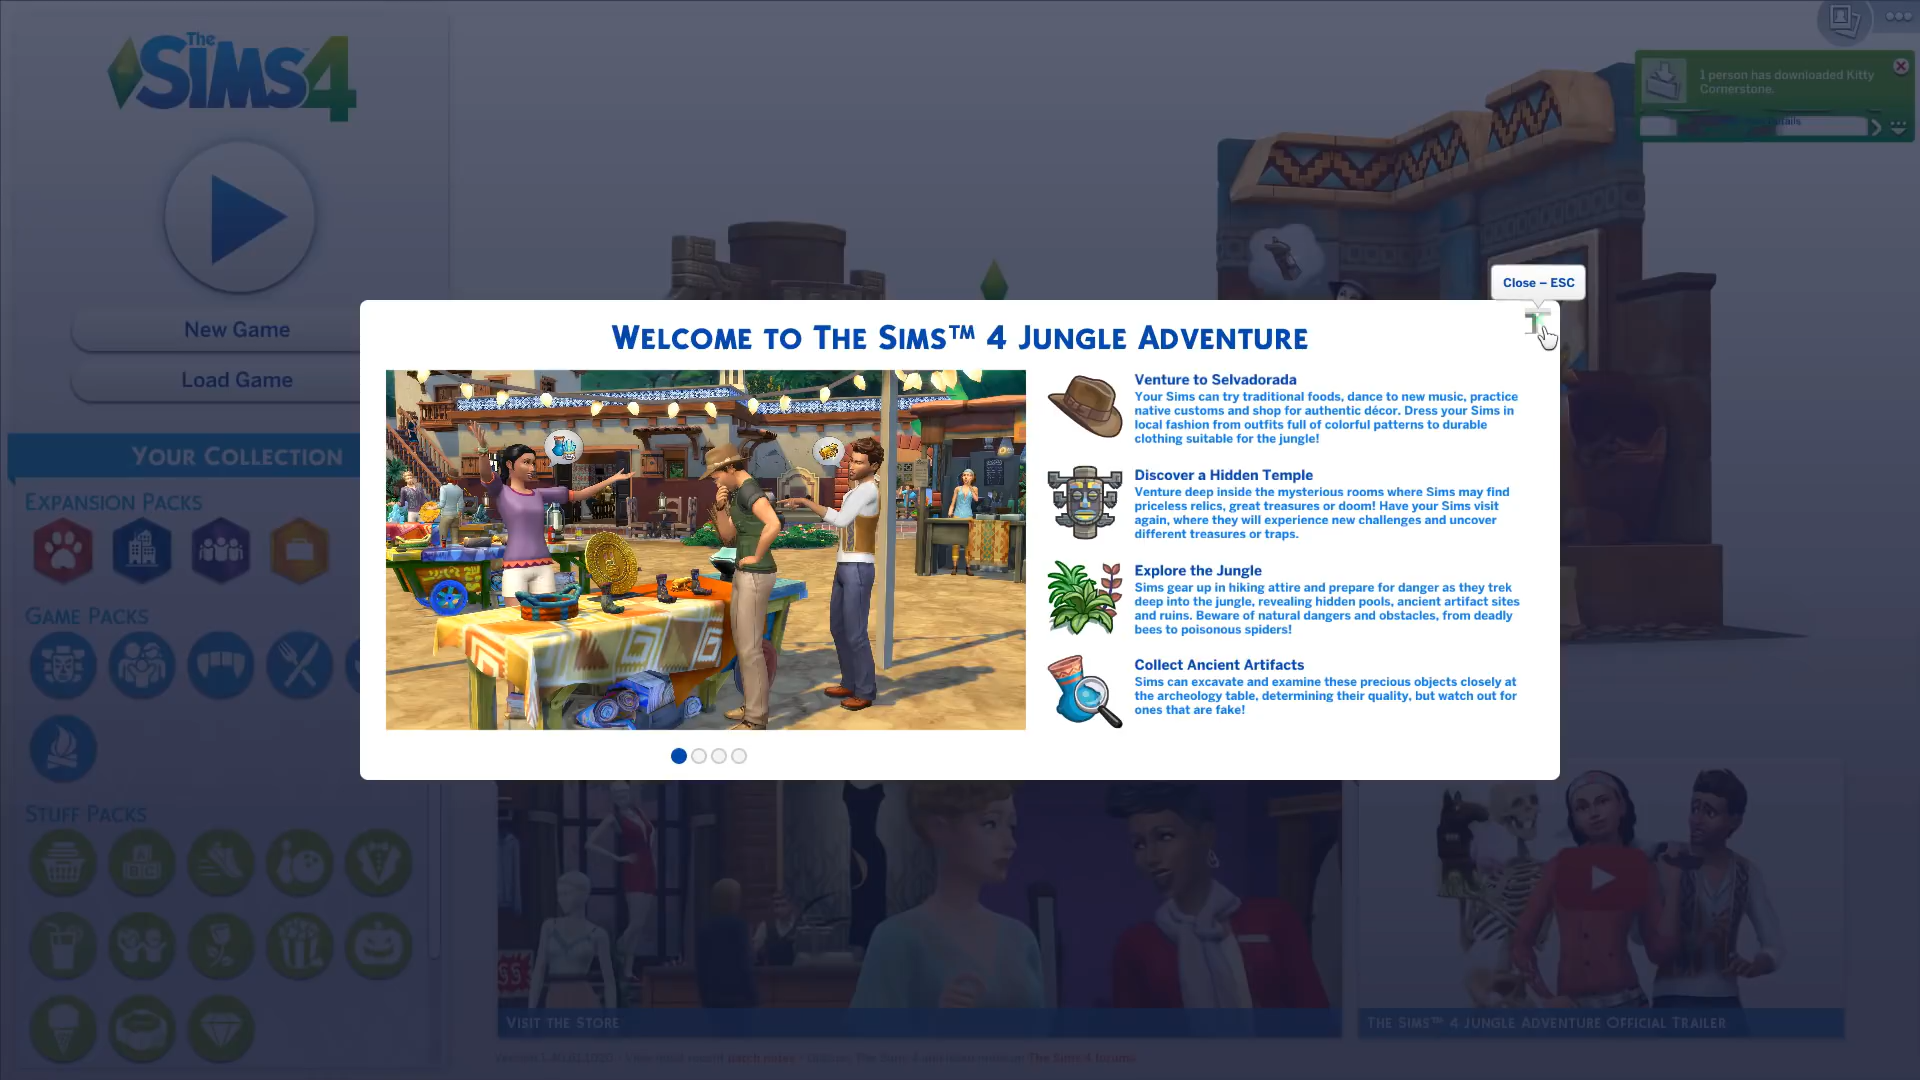 The SIMS 4
1 person has downloaded Kitty
Cornerstone.
New Game
Load Game
YOUR COLLECTION
EXPANSION PACKS
GAME PACKS
STUFF PACKS
Close – ESC
WELCOME TO THE SIMS™ 4 JUNGLE ADVENTURE
Venture to Selvadorada
Your Sims can try traditional foods, dance to new music, practice
native customs and shop for authentic décor. Dress your Sims in
local fashion from outfits full of colorful patterns to durable
clothing suitable for the jungle!
Discover a Hidden Temple
Venture deep inside the mysterious rooms where Sims may find
priceless relics, great treasures or doom! Have your Sims visit
again, where they will experience new challenges and uncover
different treasures or traps.
Explore the Jungle
Sims gear up in hiking attire and prepare for danger as they trek
deep into the jungle, revealing hidden pools, ancient artifact sites
and ruins. Beware of natural dangers and obstacles, from deadly
bees to poisonous spiders!
Collect Ancient Artifacts
Sims can excavate and examine these precious objects closely at
the archeology table, determining their quality, but watch out for
ones that are fake!
VISIT THE STORE
THE SIMS™ 4 JUNGLE ADVENTURE OFFICIAL TRAILER
patch notes
The Sims 4 forums